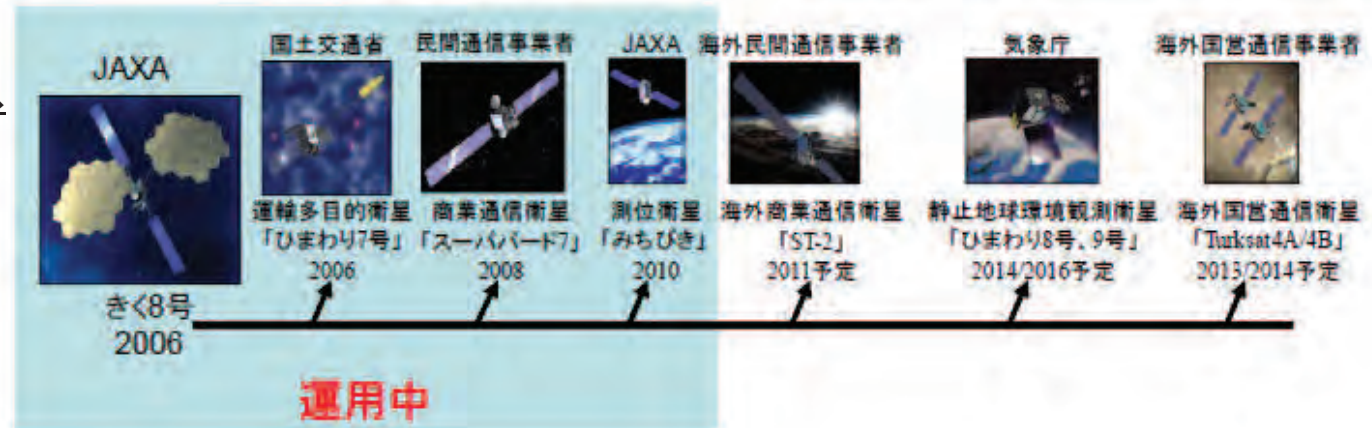 JAXA
きく8号
2006
国土交通省
運輸多目的衛星
「ひまわり7号」
2006
民間通信事業者
商業通信衛星
「スーパバード7」
2008
JAXA
測位衛星
「みちびき」
2010
海外民間通信事業者
海外商業通信衛星
「ST-2」
2011予定
気象庁
静止地球環境観測衛星
「ひまわり8号、9号」
2014/2016予定
海外国営通信事業者
海外国営通信衛星
「Turksat4A/4B」
2013/2014予定
運用中